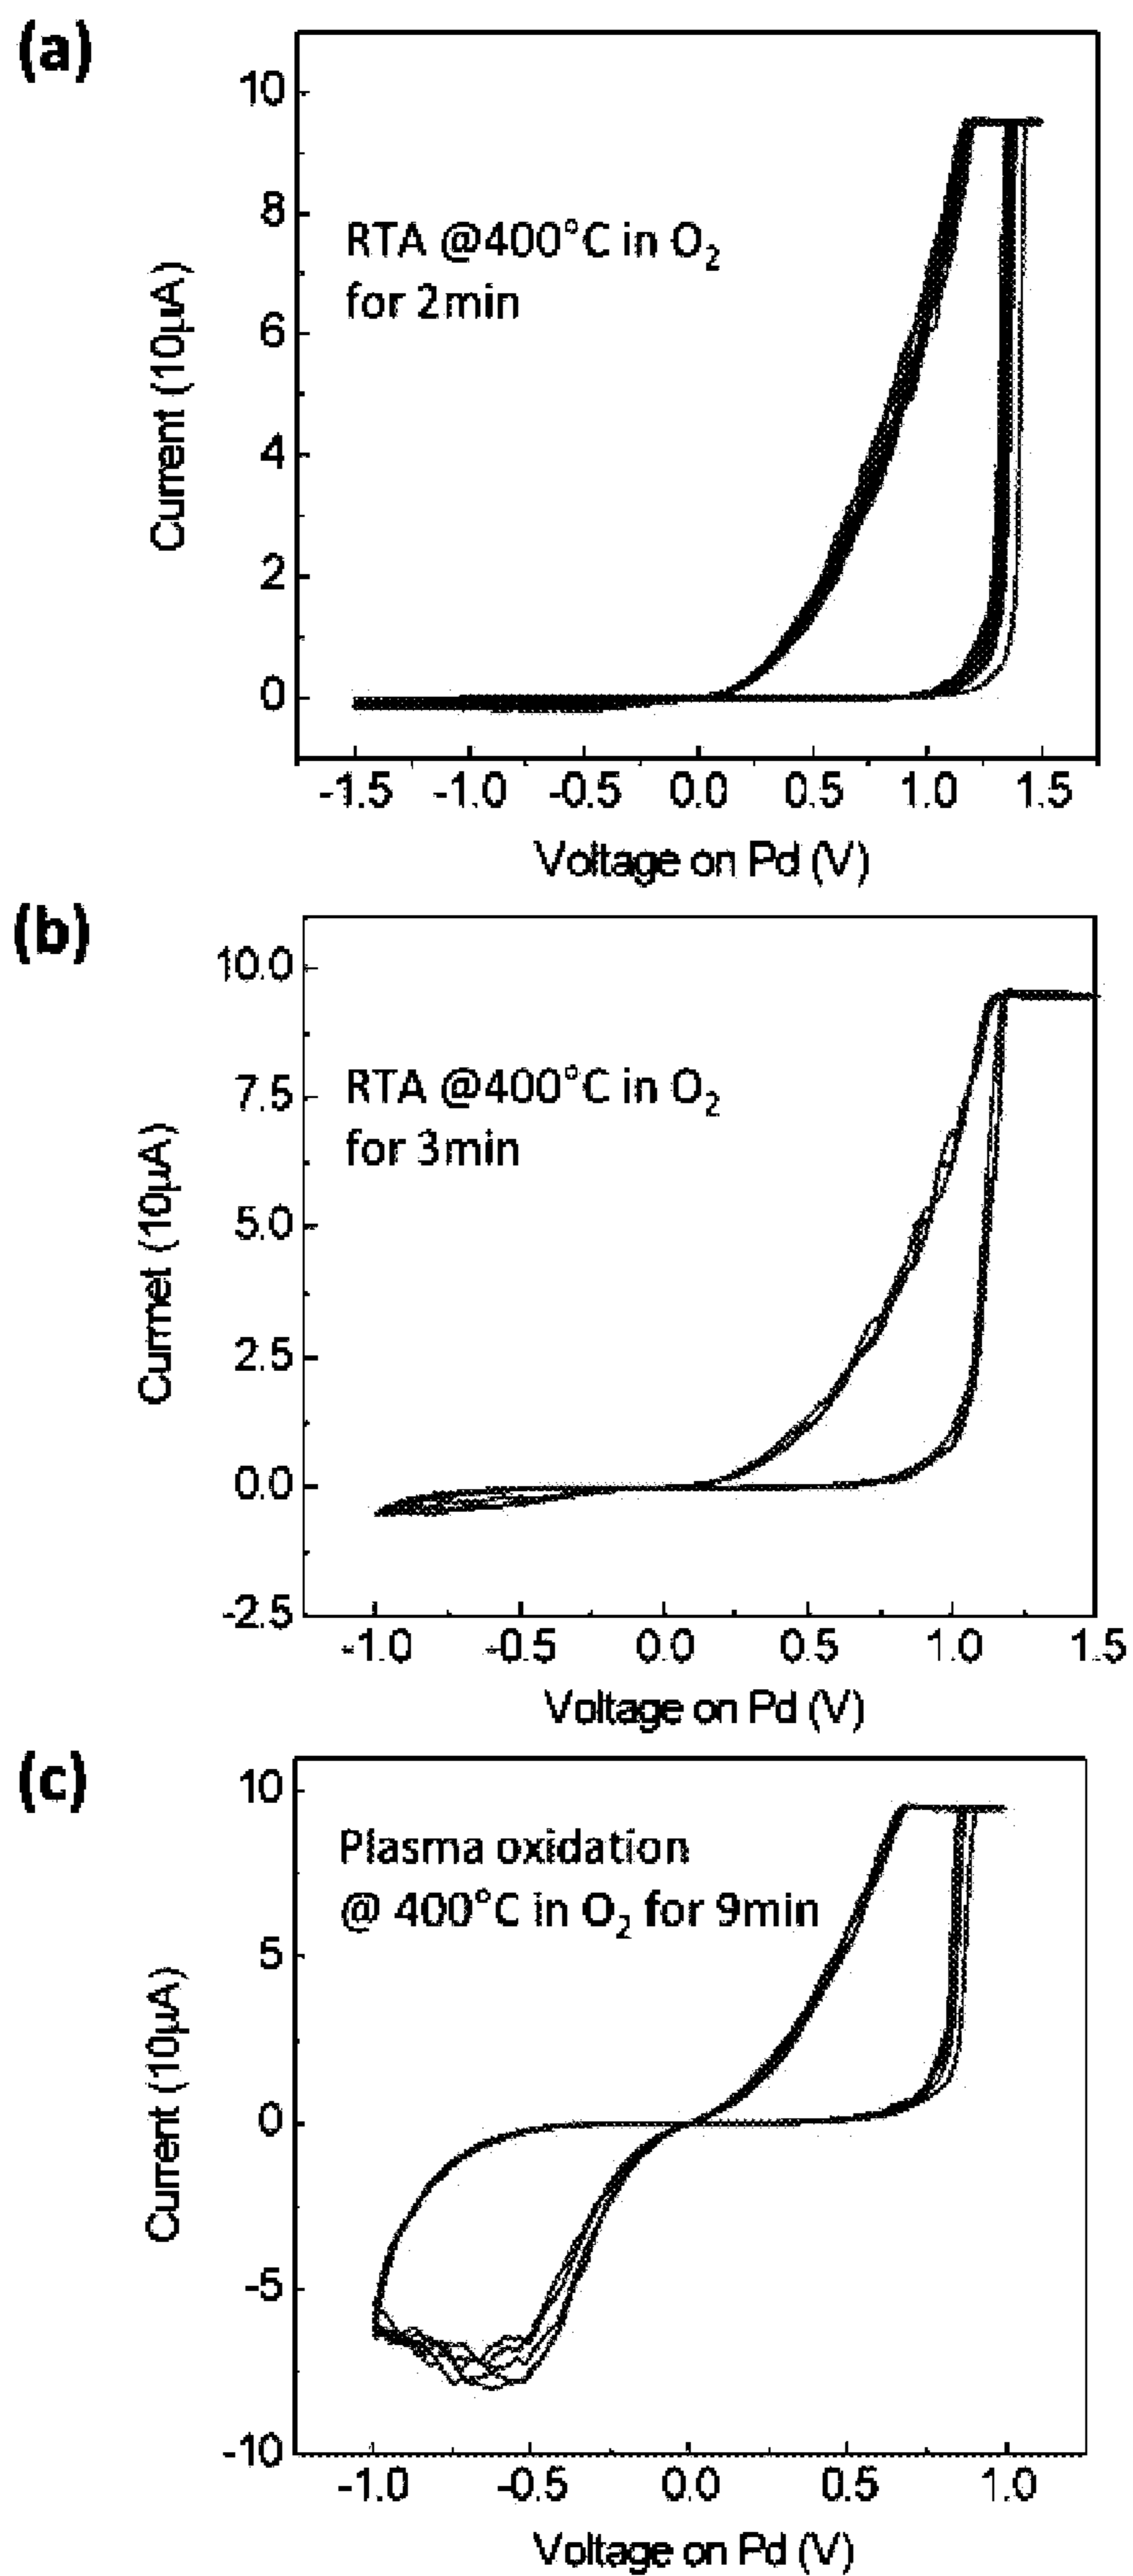 (a)
10
8
6
4
2
0
Current (10µA)
RTA @400°C in O₂
for 2min
-1.5 -1.0 -0.5 0.0 0.5 1.0 1.5
Voltage on Pd (V)
(b)
10.0
7.5
5.0
2.5
0.0
-2.5
Currnet (10µA)
RTA @400°C in O₂
for 3min
-1.0 -0.5 0.0 0.5 1.0 1.5
Voltage on Pd (V)
(c)
10
5
0
-5
-10
Current (10µA)
Plasma oxidation
@ 400°C in O₂ for 9min
-1.0 -0.5 0.0 0.5 1.0
Voltage on Pd (V)